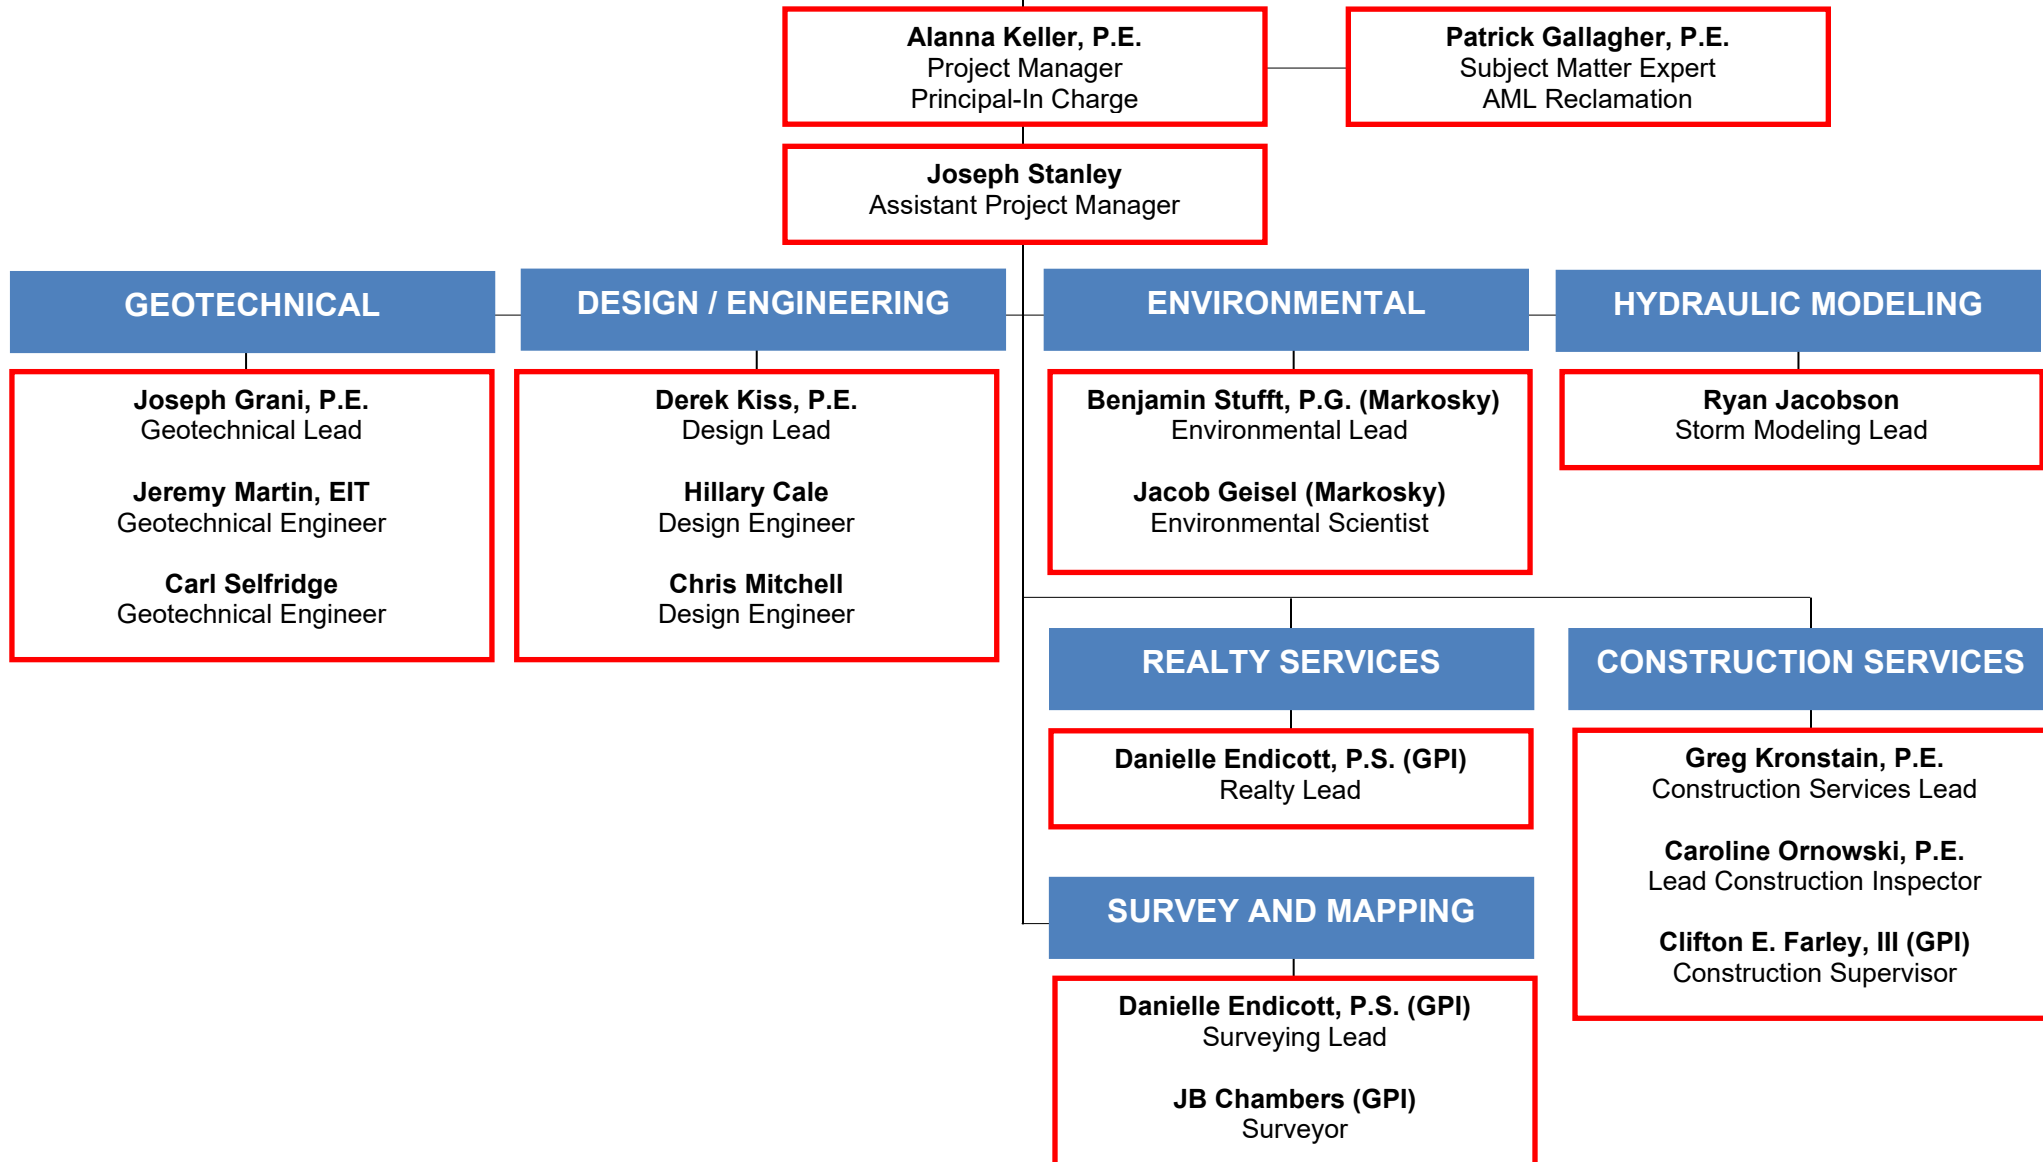 Alanna Keller, P.E.
Project Manager
Principal-In Charge
Patrick Gallagher, P.E.
Subject Matter Expert
AML Reclamation
Joseph Stanley
Assistant Project Manager
GEOTECHNICAL
Joseph Grani, P.E.
Geotechnical Lead
Jeremy Martin, EIT
Geotechnical Engineer
Carl Selfridge
Geotechnical Engineer
DESIGN / ENGINEERING
Derek Kiss, P.E.
Design Lead
Hillary Cale
Design Engineer
Chris Mitchell
Design Engineer
ENVIRONMENTAL
Benjamin Stufft, P.G. (Markosky)
Environmental Lead
Jacob Geisel (Markosky)
Environmental Scientist
HYDRAULIC MODELING
Ryan Jacobson
Storm Modeling Lead
REALTY SERVICES
Danielle Endicott, P.S. (GPI)
Realty Lead
CONSTRUCTION SERVICES
Greg Kronstain, P.E.
Construction Services Lead
Caroline Ornowski, P.E.
Lead Construction Inspector
Clifton E. Farley, III (GPI)
Construction Supervisor
SURVEY AND MAPPING
Danielle Endicott, P.S. (GPI)
Surveying Lead
JB Chambers (GPI)
Surveyor